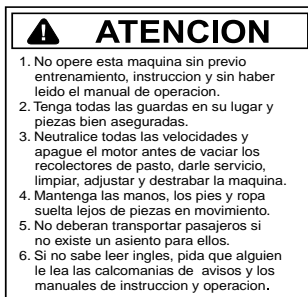 ATENCION
1. No opere esta maquina sin previo
entrenamiento, instruccion y sin haber
leido el manual de operacion.
2. Tenga todas las guardas en su lugar y
piezas bien aseguradas.
3. Neutralice todas las velocidades y
apague el motor antes de vaciar los
recolectores de pasto, darle servicio,
limpiar, adjustar y destrabar la maquina.
4. Mantenga las manos, los pies y ropa
suelta lejos de piezas en movimiento.
5. No deberan transportar pasajeros si
no existe un asiento para ellos.
6. Si no sabe leer ingles, pida que alguien
le lea las calcomanias de avisos y los
manuales de instruccion y operacion.